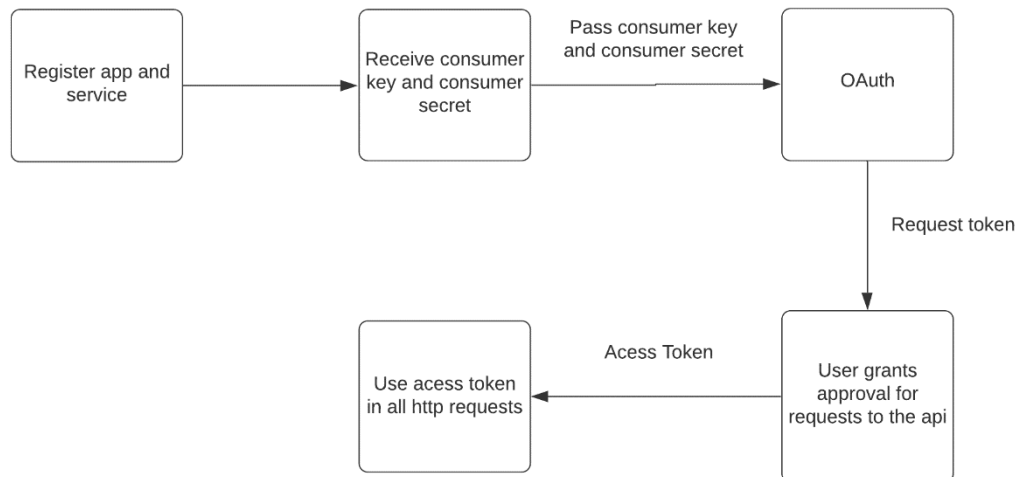 Register app and
service
Receive consumer
key and consumer
secret
Pass consumer key
and consumer secret
OAuth
Request token
User grants
approval for
requests to the api
Acess Token
Use acess token
in all http requests